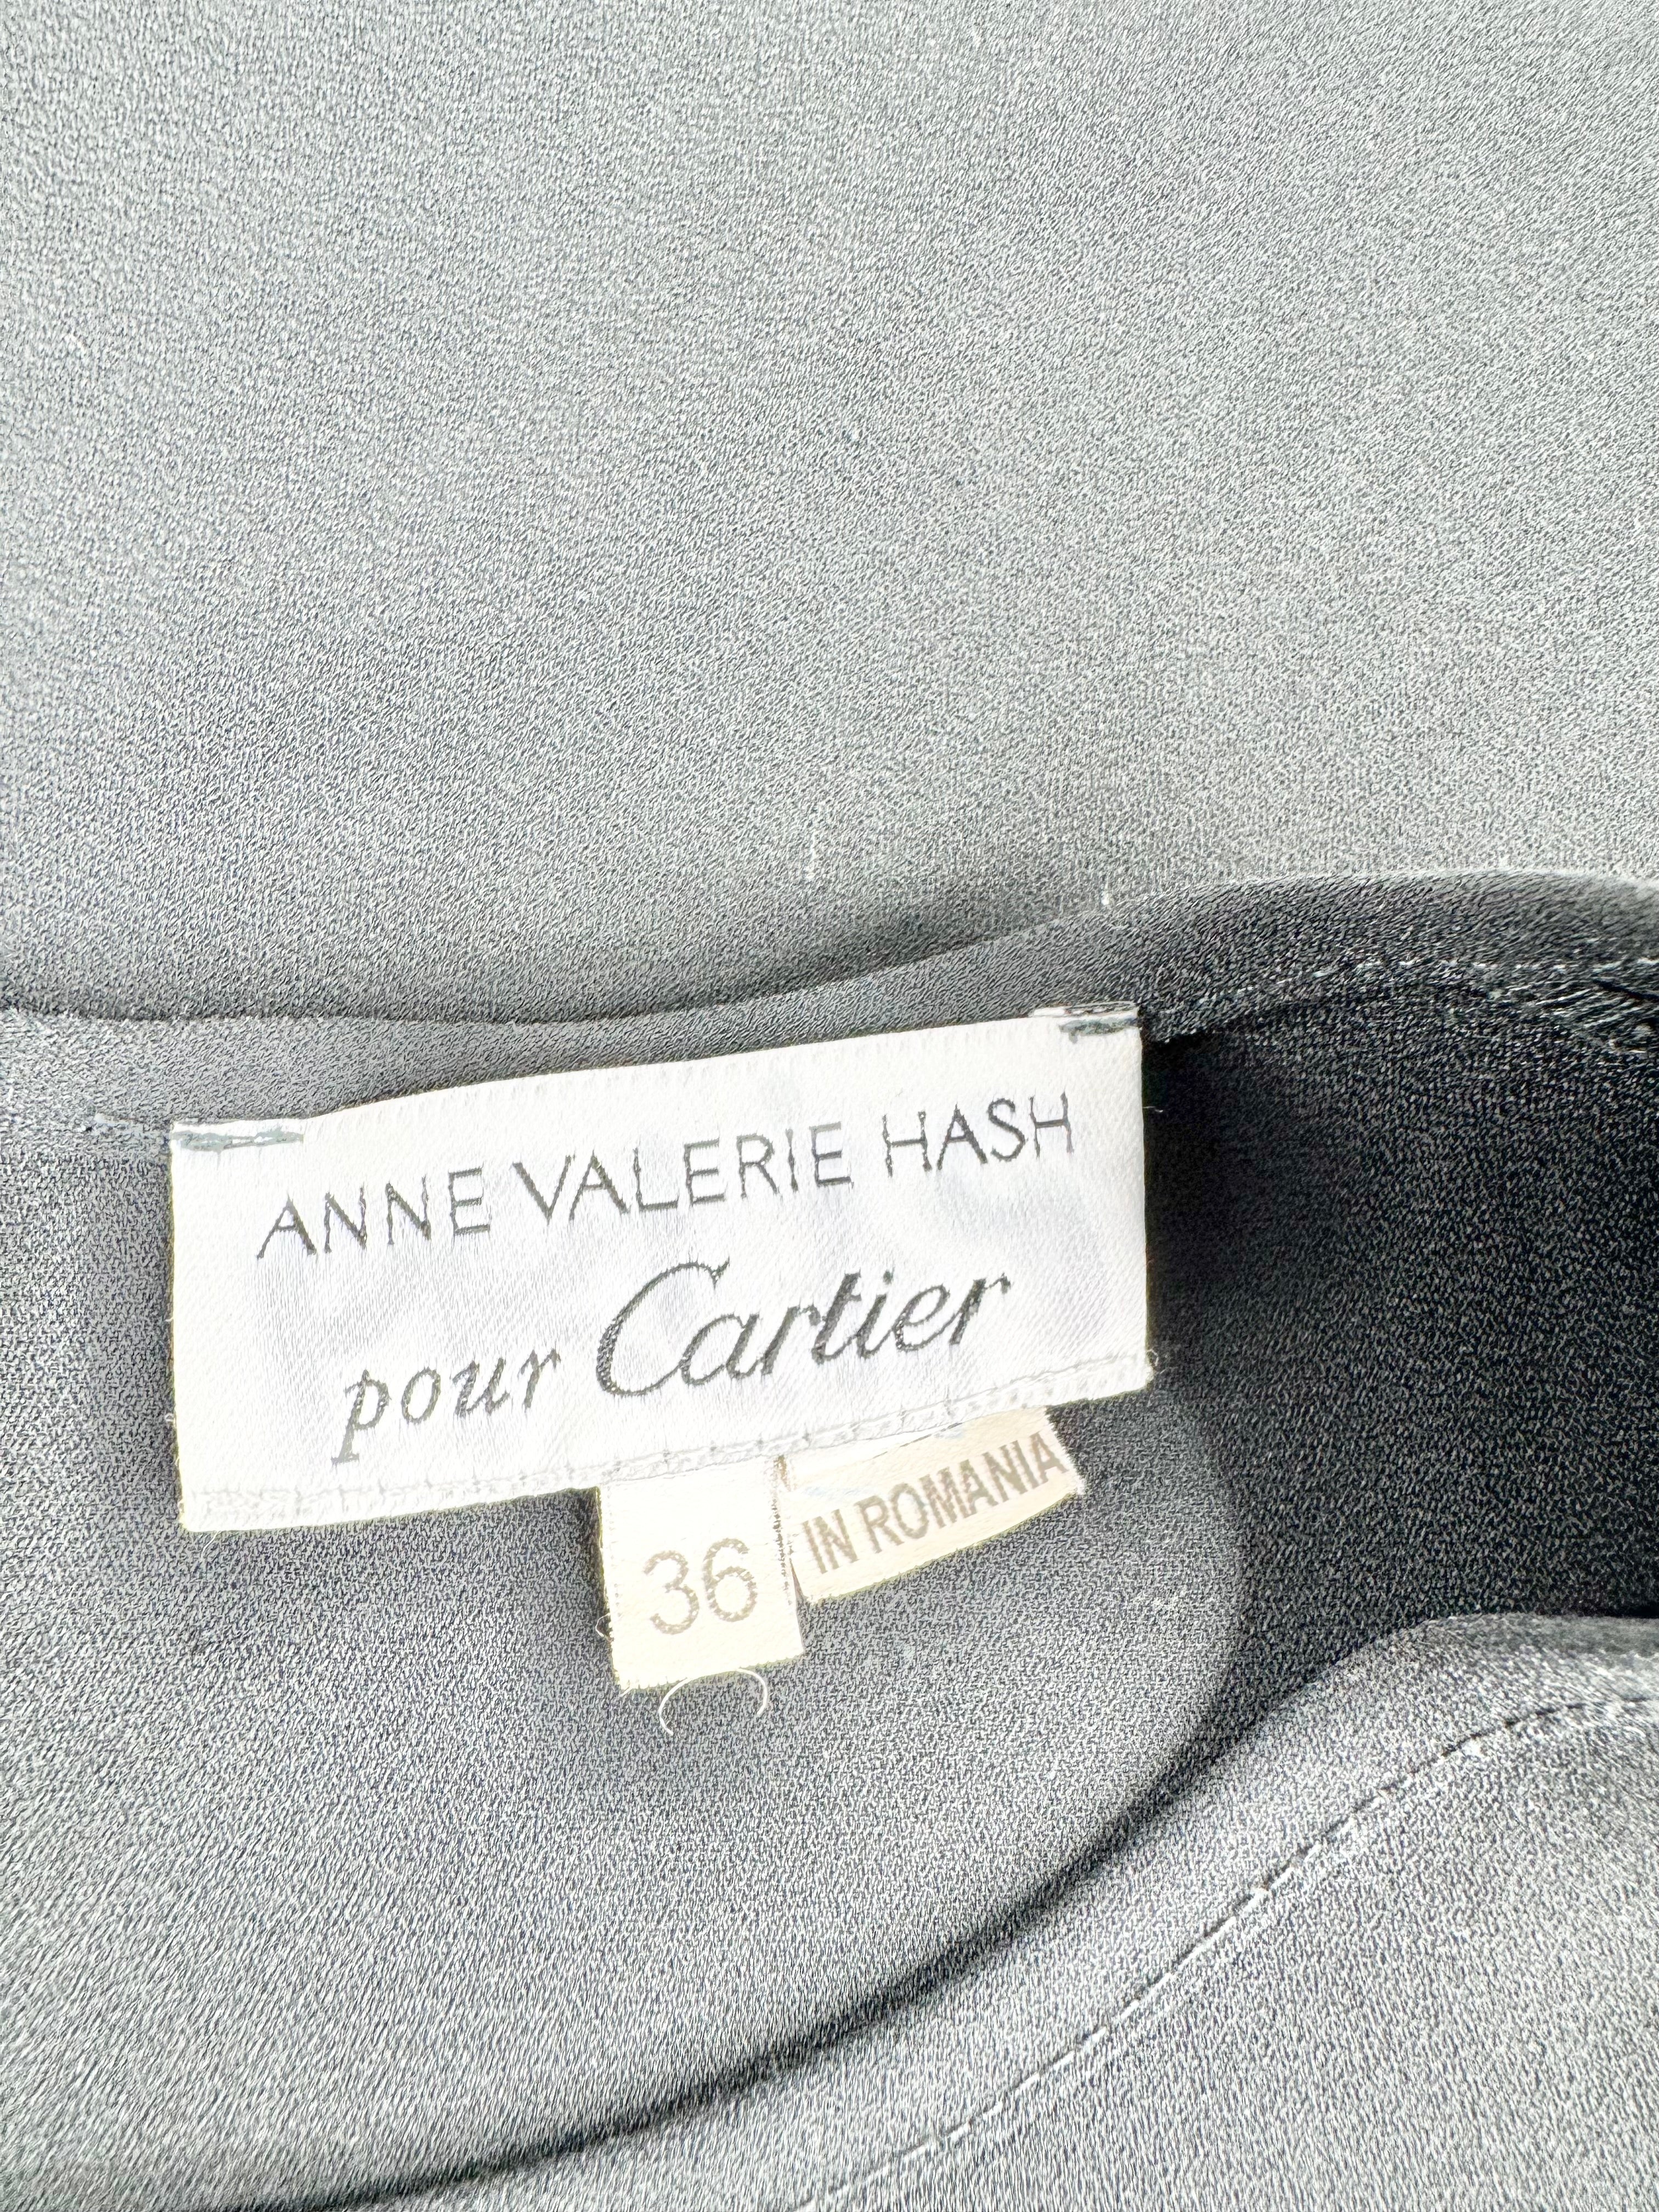 ANNE VALERIE HASH
pour Cartier
36
IN ROMANIA